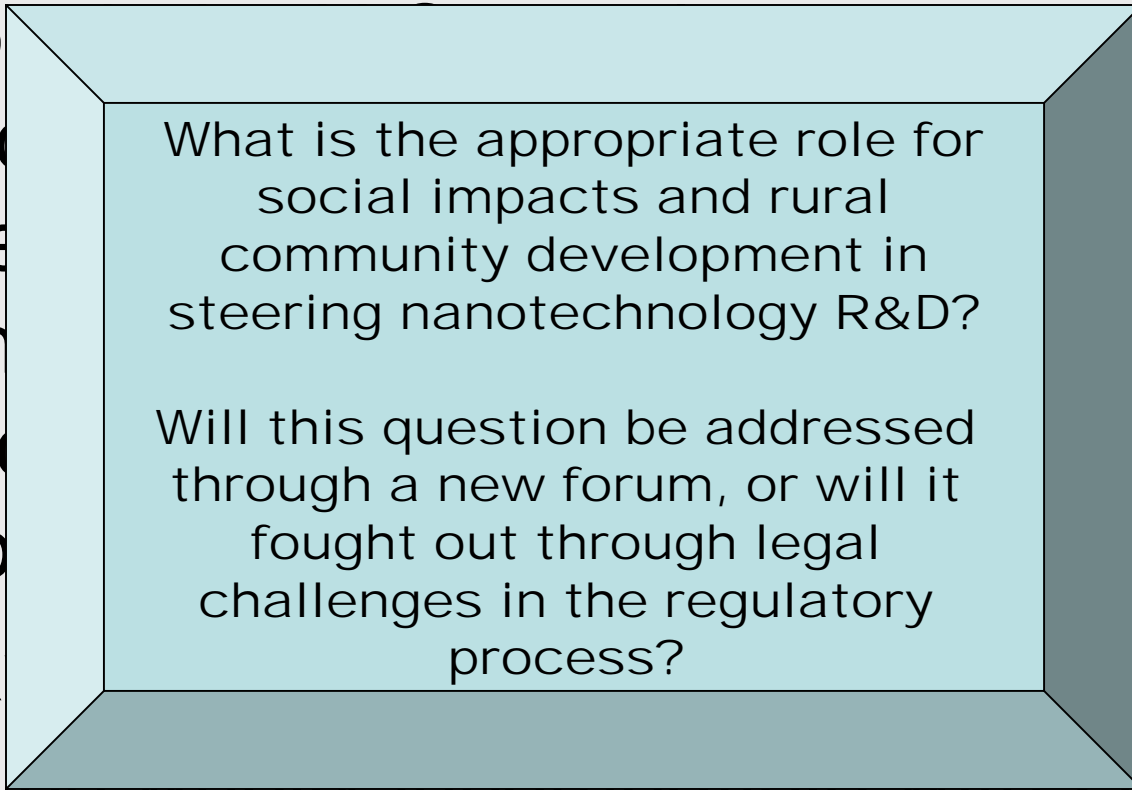 What is the appropriate role for
social impacts and rural
community development in
steering nanotechnology R&D?
Will this question be addressed
through a new forum, or will it
fought out through legal
challenges in the regulatory
process?